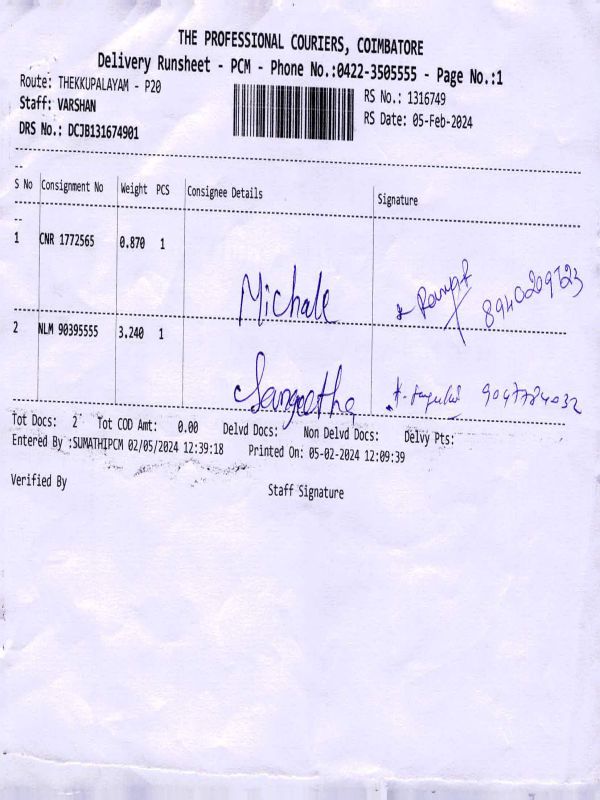 THE PROFESSIONAL COURIERS, COIMBATORE
Delivery Runsheet - PCM - Phone No.:0422-3505555 - Page No.:1
Route: THEKKUPALAYAM - P20
RS No.: 1316749
Staff: VARSHAN
RS Date: 05-Feb-2024
DRS No.: DCJB131674901
S No Consignment No Weight PCS Consignee Details Signature
1 CNR 1772565 0.870 1
Michale
2 NLM 90395555 3.240 1
Sangeetha 9047784032
Tot Docs: 2 Tot COD Amt: 0.00 Delvd Docs: Non Delvd Docs: Delvy Pts:
Entered By :SUMATHIPCM 02/05/2024 12:39:18 Printed On: 05-02-2024 12:09:39
Verified By Staff Signature